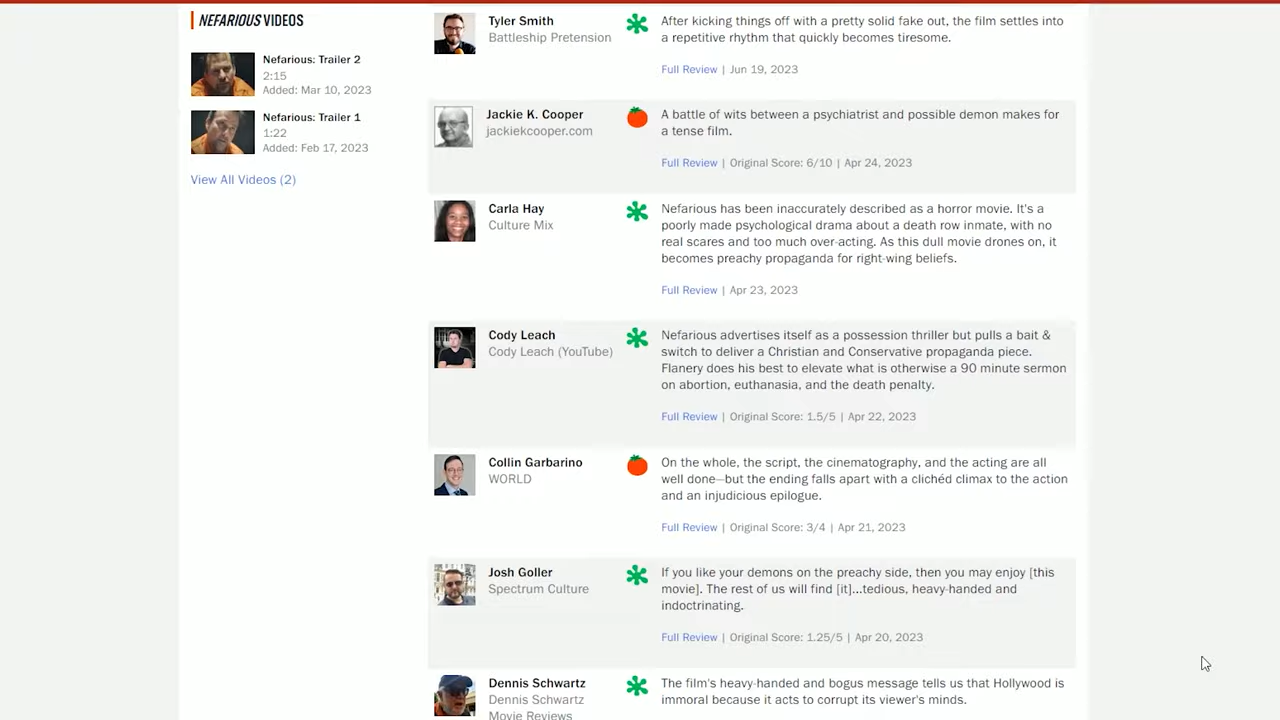 NEFARIOUS VIDEOS
Nefarious: Trailer 2
2:15
Added: Mar 10, 2023
Nefarious: Trailer 1
1:22
Added: Feb 17, 2023
View All Videos (2)
Tyler Smith
Battleship Pretension
After kicking things off with a pretty solid fake out, the film settles into
a repetitive rhythm that quickly becomes tiresome.
Full Review | Jun 19, 2023
Jackie K. Cooper
jackiekcooper.com
A battle of wits between a psychiatrist and possible demon makes for
a tense film.
Full Review | Original Score: 6/10 | Apr 24, 2023
Carla Hay
Culture Mix
Nefarious has been inaccurately described as a horror movie. It's a
poorly made psychological drama about a death row inmate, with no
real scares and too much over-acting. As this dull movie drones on, it
becomes preachy propaganda for right-wing beliefs.
Full Review | Apr 23, 2023
Cody Leach
Cody Leach (YouTube)
Nefarious advertises itself as a possession thriller but pulls a bait &
switch to deliver a Christian and Conservative propaganda piece.
Flanery does his best to elevate what is otherwise a 90 minute sermon
on abortion, euthanasia, and the death penalty.
Full Review | Original Score: 1.5/5 | Apr 22, 2023
Collin Garbarino
WORLD
On the whole, the script, the cinematography, and the acting are all
well done—but the ending falls apart with a clichéd climax to the action
and an injudicious epilogue.
Full Review | Original Score: 3/4 | Apr 21, 2023
Josh Goller
Spectrum Culture
If you like your demons on the preachy side, then you may enjoy [this
movie]. The rest of us will find [it]...tedious, heavy-handed and
indoctrinating.
Full Review | Original Score: 1.25/5 | Apr 20, 2023
Dennis Schwartz
Dennis Schwartz
Movie Reviews
The film's heavy-handed and bogus message tells us that Hollywood is
immoral because it acts to corrupt its viewer's minds.